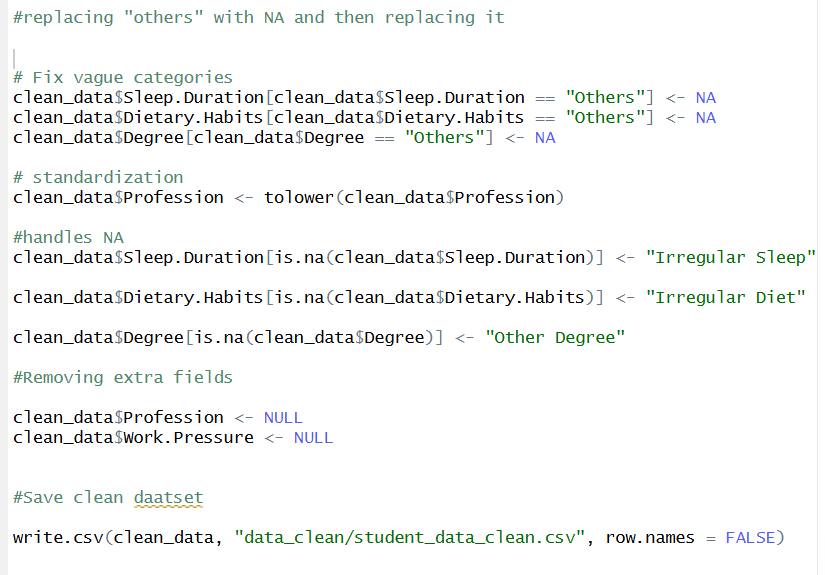 #replacing "others" with NA and then replacing it
# Fix vague categories
clean_data$Sleep.Duration[clean_data$Sleep.Duration == "Others"] <- NA
clean_data$Dietary.Habits[clean_data$Dietary.Habits == "Others"] <- NA
clean_data$Degree[clean_data$Degree == "Others"] <- NA
# standardization
clean_data$Profession <- tolower(clean_data$Profession)
#handles NA
clean_data$Sleep.Duration[is.na(clean_data$Sleep.Duration)] <- "Irregular Sleep"
clean_data$Dietary.Habits[is.na(clean_data$Dietary.Habits)] <- "Irregular Diet"
clean_data$Degree[is.na(clean_data$Degree)] <- "Other Degree"
#Removing extra fields
clean_data$Profession <- NULL
clean_data$Work.Pressure <- NULL
#Save clean daatset
write.csv(clean_data, "data_clean/student_data_clean.csv", row.names = FALSE)